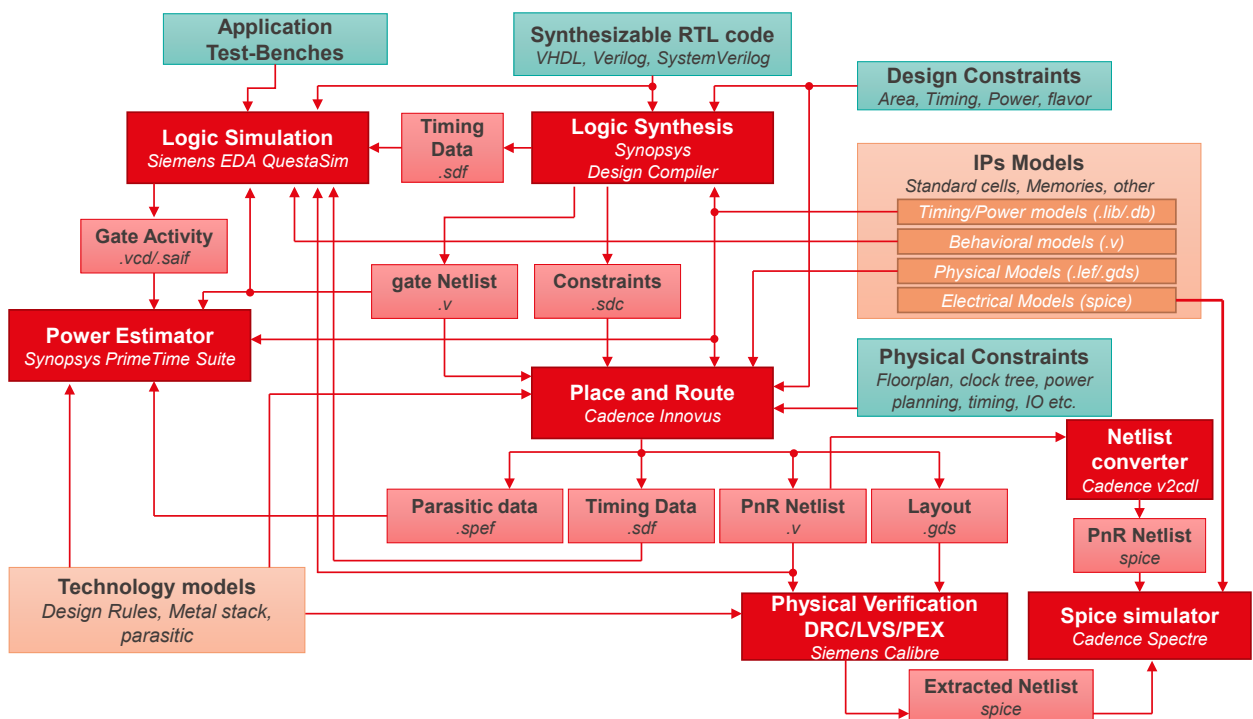 Application
Test-Benches
Synthesizable RTL code
VHDL, Verilog, SystemVerilog
Design Constraints
Area, Timing, Power, flavor
Logic Simulation
Siemens EDA QuestaSim
Timing
Data
.sdf
Logic Synthesis
Synopsys
Design Compiler
IPs Models
Standard cells, Memories, other
Timing/Power models (.lib/.db)
Behavioral models (.v)
Physical Models (.lef/.gds)
Electrical Models (spice)
Gate Activity
.vcd/.saif
gate Netlist
.v
Constraints
.sdc
Power Estimator
Synopsys PrimeTime Suite
Physical Constraints
Floorplan, clock tree, power
planning, timing, IO etc.
Place and Route
Cadence Innovus
Netlist
converter
Cadence v2cdl
Parasitic data
.spef
Timing Data
.sdf
PnR Netlist
.v
Layout
.gds
PnR Netlist
spice
Technology models
Design Rules, Metal stack,
parasitic
Physical Verification
DRC/LVS/PEX
Siemens Calibre
Spice simulator
Cadence Spectre
Extracted Netlist
spice